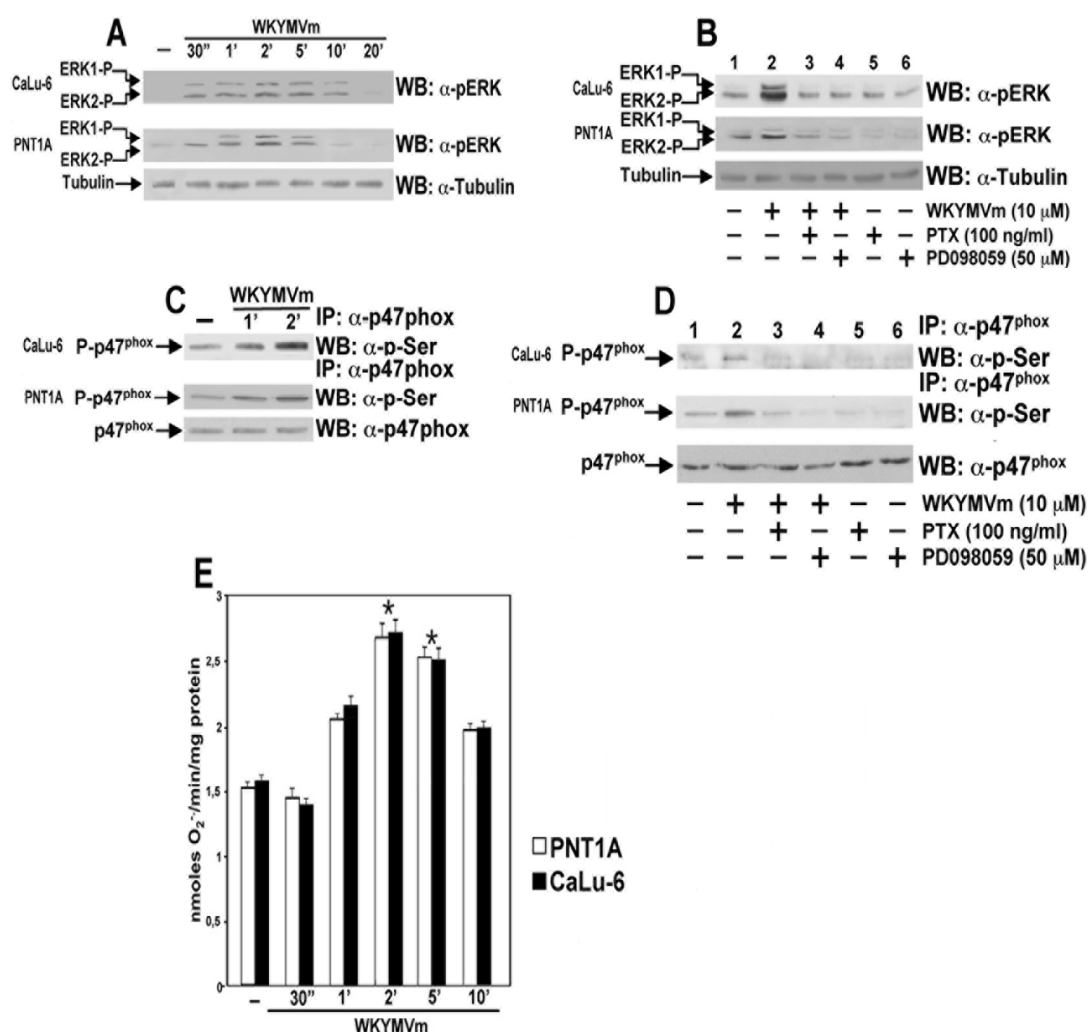 A
WKYMVm
– 30" 1' 2' 5' 10' 20'
CaLu-6 ERK1-P ERK2-P WB: α-pERK
PNT1A ERK1-P ERK2-P WB: α-pERK
Tubulin WB: α-Tubulin
B
1 2 3 4 5 6
CaLu-6 ERK1-P ERK2-P WB: α-pERK
PNT1A ERK1-P ERK2-P WB: α-pERK
Tubulin WB: α-Tubulin
– + + + – – WKYMVm (10 μM)
– – + – + – PTX (100 ng/ml)
– – – + – + PD098059 (50 μM)
C
WKYMVm
– 1' 2' IP: α-p47phox
CaLu-6 P-p47phox WB: α-p-Ser
IP: α-p47phox
PNT1A P-p47phox WB: α-p-Ser
p47phox WB: α-p47phox
D
1 2 3 4 5 6 IP: α-p47phox
CaLu-6 P-p47phox WB: α-p-Ser
IP: α-p47phox
PNT1A P-p47phox WB: α-p-Ser
p47phox WB: α-p47phox
– + + + – – WKYMVm (10 μM)
– – + – + – PTX (100 ng/ml)
– – – + – + PD098059 (50 μM)
E
nmoles O2-·/min/mg protein
3
2,5
2
1,5
1
0,5
0
* *
– 30" 1' 2' 5' 10'
WKYMVm
PNT1A
CaLu-6